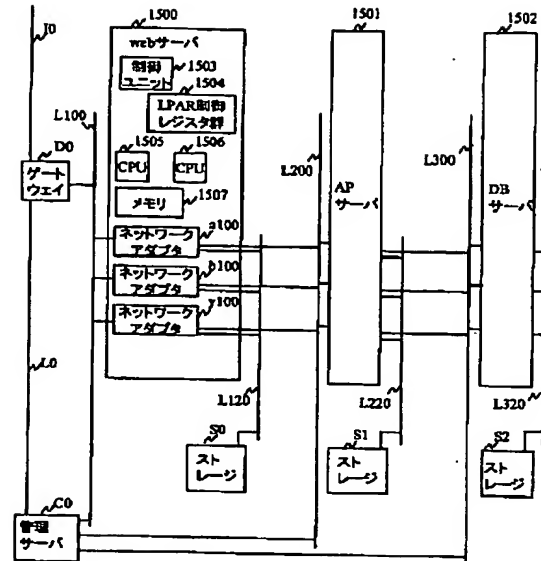 1500
1501
1502
I0
webサーバ
制御
ユニット
1503
1504
L100
LPAR制御
レジスタ群
D0
1505
1506
L200
L300
ゲート
ウェイ
CPU
CPU
AP
サーバ
DB
サーバ
1507
メモリ
a100
ネットワーク
アダプタ
b100
ネットワーク
アダプタ
y100
ネットワーク
アダプタ
L0
L120
L220
L320
S0
S1
S2
スト
レージ
スト
レージ
スト
レージ
C0
管理
サーバ